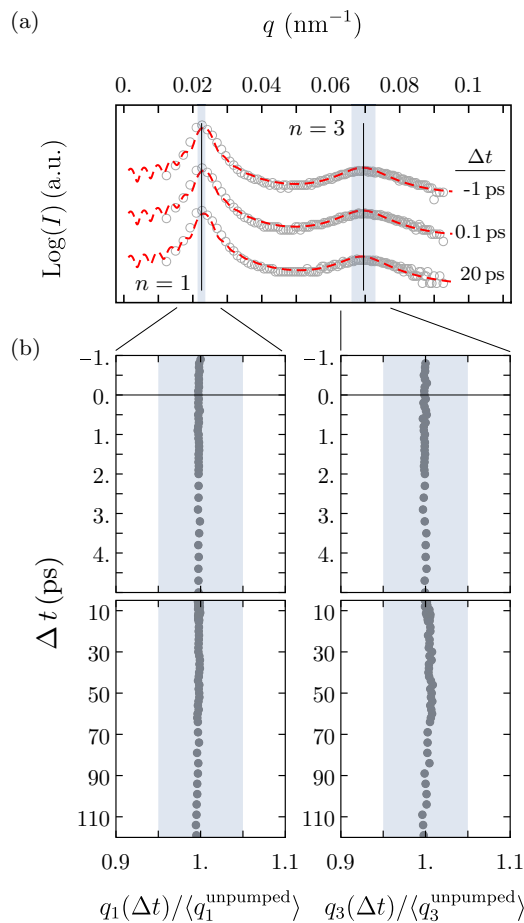 (a)
q (nm⁻¹)
0. 0.02 0.04 0.06 0.08 0.1
Log(I) (a.u.)
n = 3
Δt
-1 ps
0.1 ps
20 ps
n = 1
(b)
−1. 0. 1. 2. 3. 4.
Δ t (ps)
10 30 50 70 90 110
0.9 1. 1.1
q₁(Δt)/⟨q₁^unpumped⟩
−1. 0. 1. 2. 3. 4.
10 30 50 70 90 110
0.9 1. 1.1
q₃(Δt)/⟨q₃^unpumped⟩